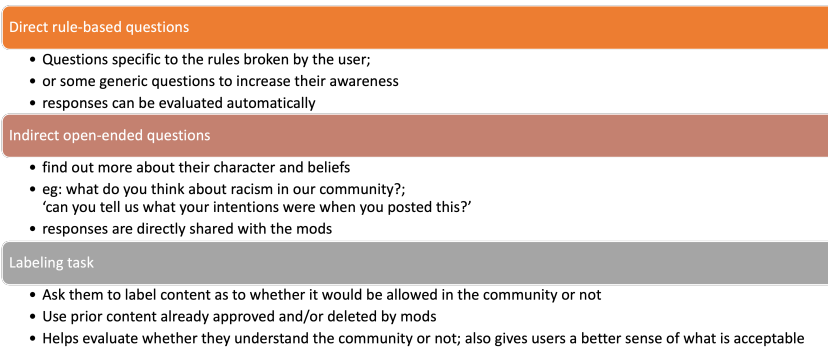 Direct rule-based questions
• Questions specific to the rules broken by the user;
• or some generic questions to increase their awareness
• responses can be evaluated automatically
Indirect open-ended questions
• find out more about their character and beliefs
• eg: what do you think about racism in our community?;
‘can you tell us what your intentions were when you posted this?’
• responses are directly shared with the mods
Labeling task
• Ask them to label content as to whether it would be allowed in the community or not
• Use prior content already approved and/or deleted by mods
• Helps evaluate whether they understand the community or not; also gives users a better sense of what is acceptable